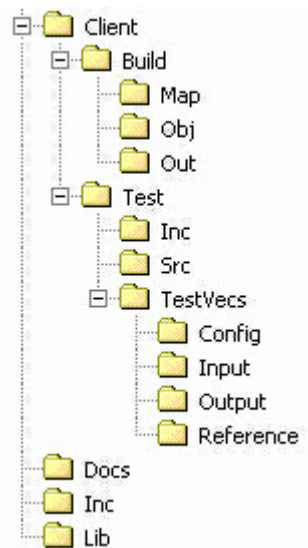 Client
Build
Map
Obj
Out
Test
Inc
Src
TestVecs
Config
Input
Output
Reference
Docs
Inc
Lib